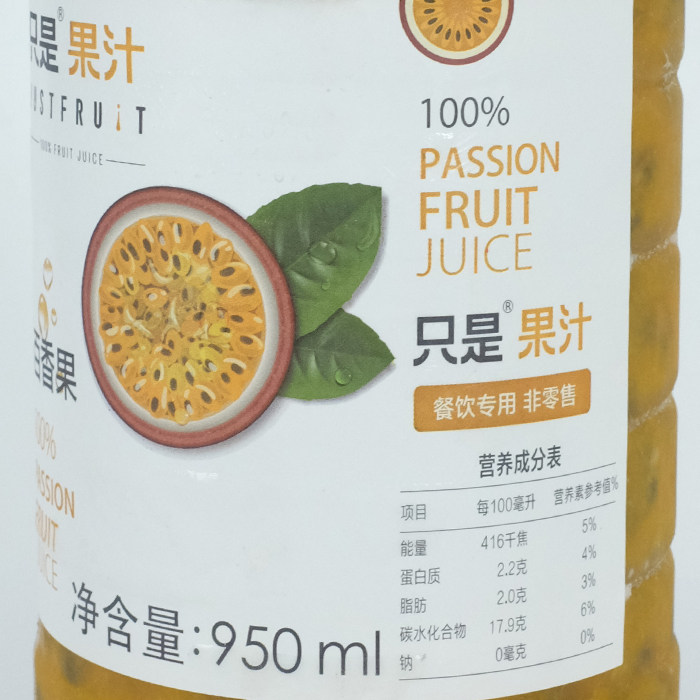 只是®果汁
JUSTFRUiT
100% FRUIT JUICE
百香果
100%
PASSION
FRUIT
JUICE
净含量：950 ml
100%
PASSION
FRUIT
JUICE
只是®果汁
餐饮专用 非零售
营养成分表
项目 每100毫升 营养素参考值%
能量 416千焦 5%
蛋白质 2.2克 4%
脂肪 2.0克 3%
碳水化合物 17.9克 6%
钠 0毫克 0%